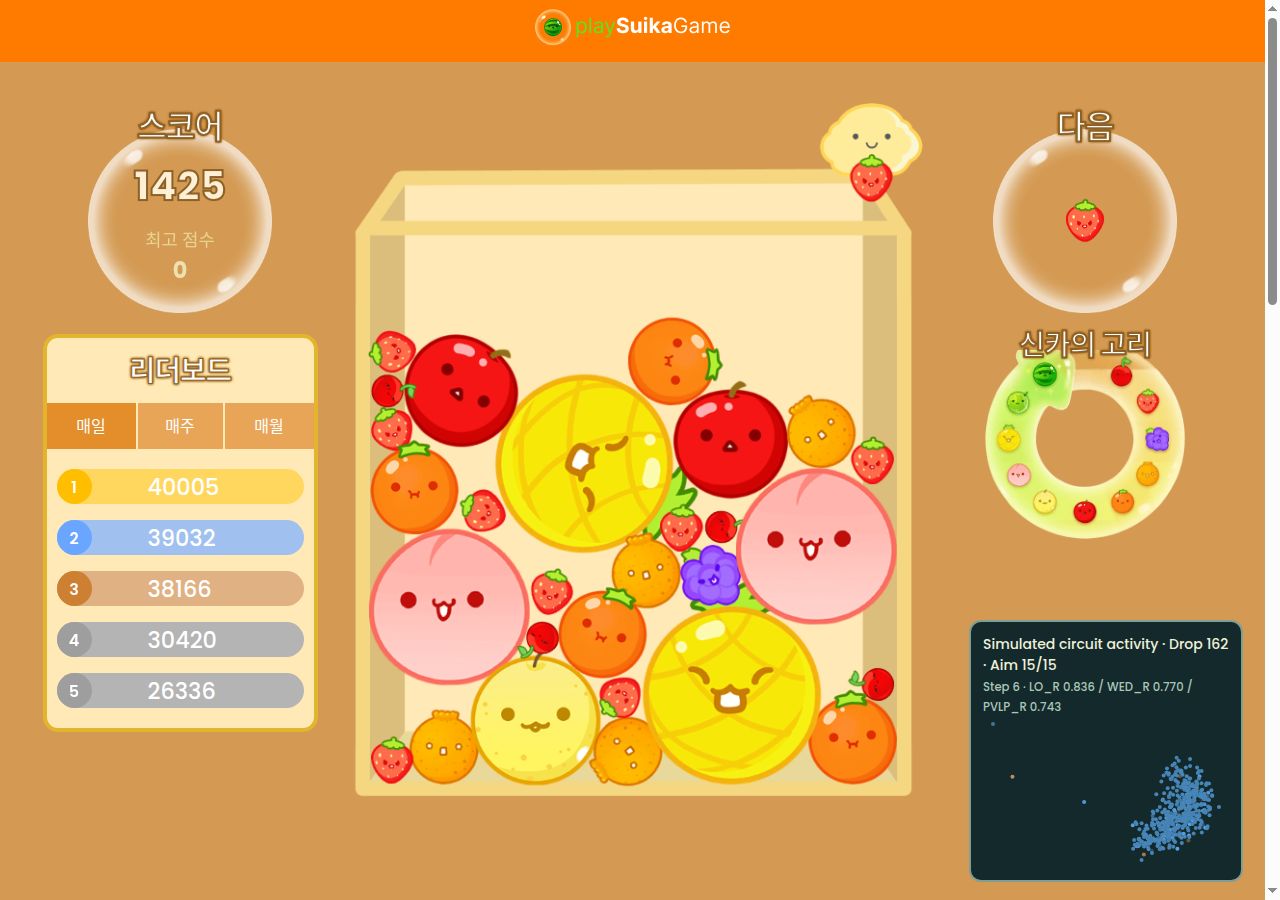 playSuikaGame
스코어
1425
최고 점수
0
다음
신카의 고리
리더보드
매일 매주 매월
1 40005
2 39032
3 38166
4 30420
5 26336
Simulated circuit activity · Drop 162
· Aim 15/15
Step 6 · LO_R 0.836 / WED_R 0.770 /
PVLP_R 0.743